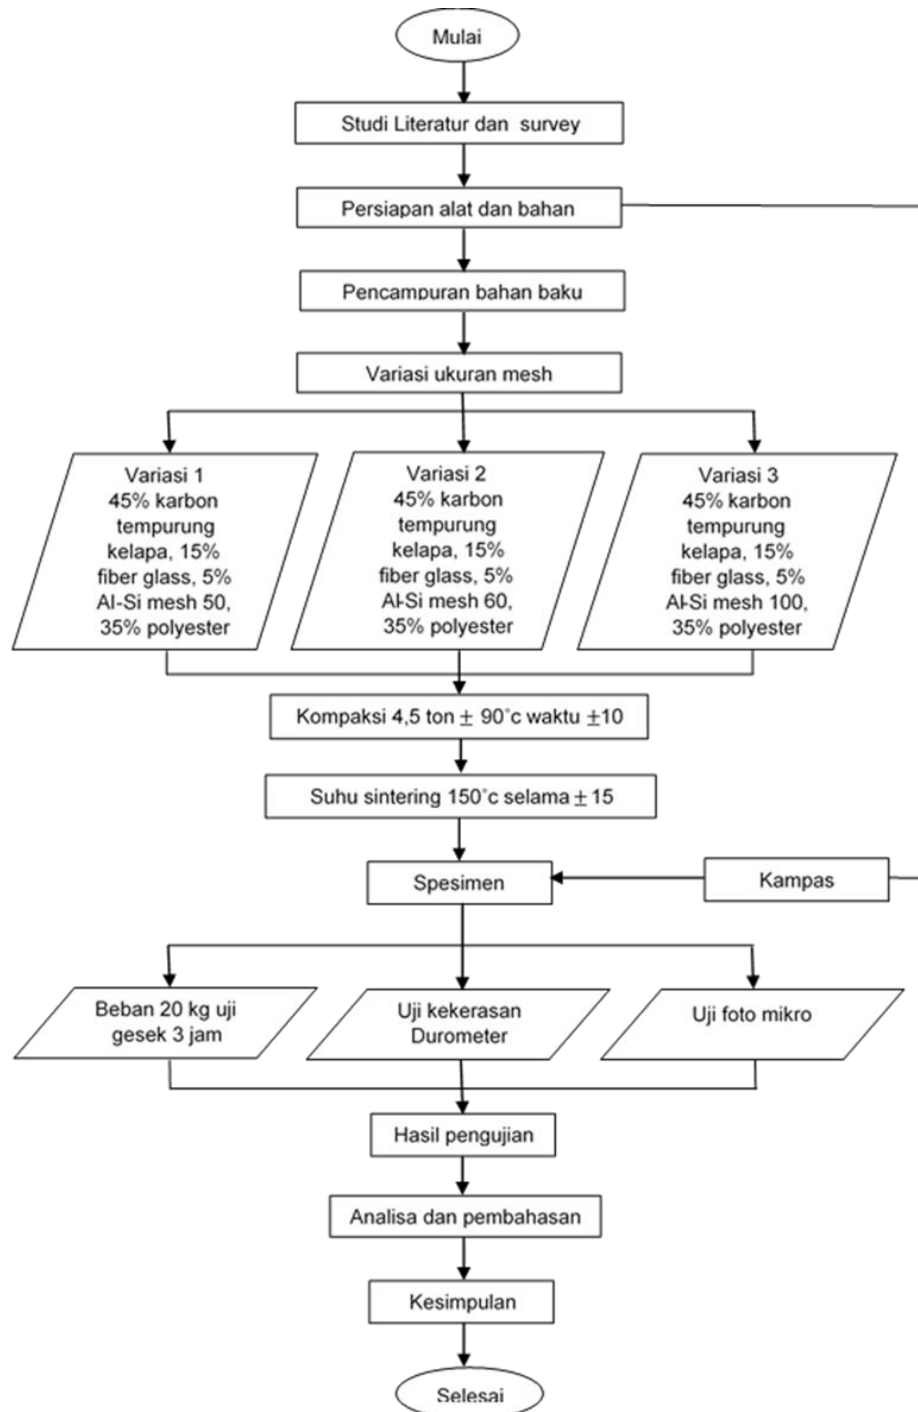 Mulai
Studi Literatur dan survey
Persiapan alat dan bahan
Pencampuran bahan baku
Variasi ukuran mesh
Variasi 1
45% karbon
tempurung
kelapa, 15%
fiber glass, 5%
Al-Si mesh 50,
35% polyester
Variasi 2
45% karbon
tempurung
kelapa, 15%
fiber glass, 5%
Al-Si mesh 60,
35% polyester
Variasi 3
45% karbon
tempurung
kelapa, 15%
fiber glass, 5%
Al-Si mesh 100,
35% polyester
Kompaksi 4,5 ton ± 90˚c waktu ±10
Suhu sintering 150˚c selama ±15
Spesimen
Kampas
Beban 20 kg uji
gesek 3 jam
Uji kekerasan
Durometer
Uji foto mikro
Hasil pengujian
Analisa dan pembahasan
Kesimpulan
Selesai